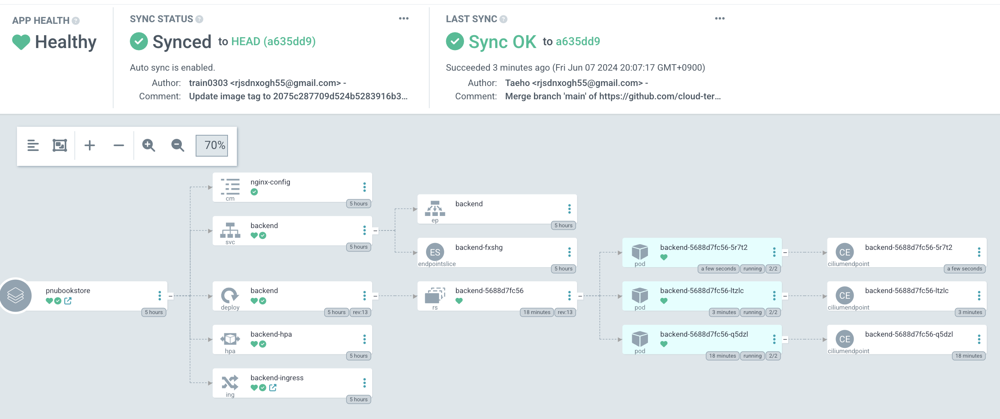 APP HEALTH ?
Healthy
SYNC STATUS ?
Synced to HEAD (a635dd9)
Auto sync is enabled.
Author: train0303 <rjsdnxogh55@gmail.com> -
Comment: Update image tag to 2075c287709d524b5283916b3...
LAST SYNC ?
Sync OK to a635dd9
Succeeded 3 minutes ago (Fri Jun 07 2024 20:07:17 GMT+0900)
Author: Taeho <rjsdnxogh55@gmail.com> -
Comment: Merge branch 'main' of https://github.com/cloud-ter...
70%
pnubookstore
5 hours
nginx-config
cm
5 hours
backend
svc
5 hours
backend
deploy
5 hours rev:13
backend-hpa
hpa
5 hours
backend-ingress
ing
5 hours
backend
ep
5 hours
ES
backend-fxshg
endpointslice
5 hours
backend-5688d7fc56
rs
18 minutes rev:13
backend-5688d7fc56-5r7t2
pod
a few seconds running 2/2
backend-5688d7fc56-ltzlc
pod
3 minutes running 2/2
backend-5688d7fc56-q5dzl
pod
18 minutes running 2/2
CE
backend-5688d7fc56-5r7t2
ciliumendpoint
a few seconds
CE
backend-5688d7fc56-ltzlc
ciliumendpoint
3 minutes
CE
backend-5688d7fc56-q5dzl
ciliumendpoint
18 minutes